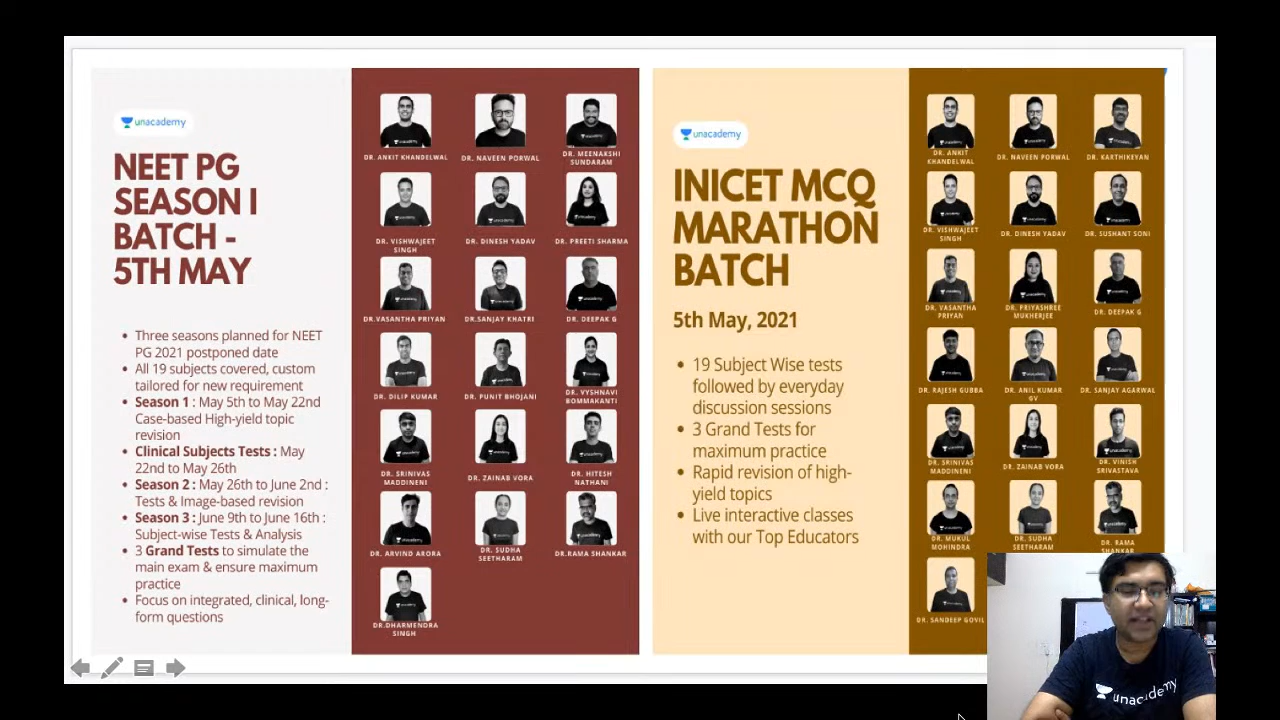 unacademy
NEET PG
SEASON I
BATCH -
5TH MAY
Three seasons planned for NEET
PG 2021 postponed date
All 19 subjects covered, custom
tailored for new requirement
Season 1 : May 5th to May 22nd
Case-based High-yield topic
revision
Clinical Subjects Tests : May
22nd to May 26th
Season 2 : May 26th to June 2nd :
Tests & Image-based revision
Season 3 : June 9th to June 16th :
Subject-wise Tests & Analysis
3 Grand Tests to simulate the
main exam & ensure maximum
practice
Focus on integrated, clinical, long-
form questions
DR. ANKIT KHANDELWAL
DR. NAVEEN PORWAL
DR. MEENAKSHI
SUNDARAM
DR. VISHWAJEET
SINGH
DR. DINESH YADAV
DR. PREETI SHARMA
DR.VASANTHA PRIYAN
DR.SANJAY KHATRI
DR. DEEPAK G
DR. DILIP KUMAR
DR. PUNIT BHOJANI
DR. VYSHNAVI
BOMMAKANTI
DR. SRINIVAS
MADDINENI
DR. ZAINAB VORA
DR. HITESH
NATHANI
DR. ARVIND ARORA
DR. SUDHA
SEETHARAM
DR.RAMA SHANKAR
DR.DHARMENDRA
SINGH
unacademy
INICET MCQ
MARATHON
BATCH
5th May, 2021
19 Subject Wise tests
followed by everyday
discussion sessions
3 Grand Tests for
maximum practice
Rapid revision of high-
yield topics
Live interactive classes
with our Top Educators
DR. ANKIT
KHANDELWAL
DR. NAVEEN PORWAL
DR. KARTHIKEYAN
DR. VISHWAJEET
SINGH
DR. DINESH YADAV
DR. SUSHANT SONI
DR. VASANTHA
PRIYAN
DR. PRIYASHREE
MUKHERJEE
DR. DEEPAK G
DR. RAJESH GUBBA
DR. ANIL KUMAR
GV
DR. SANJAY AGARWAL
DR. SRINIVAS
MADDINENI
DR. ZAINAB VORA
DR. VINISH
SRIVASTAVA
DR. MUKUL
MOHINDRA
DR. SUDHA
SEETHARAM
DR. RAMA
SHANKAR
DR. SANDEEP GOVIL
unacademy